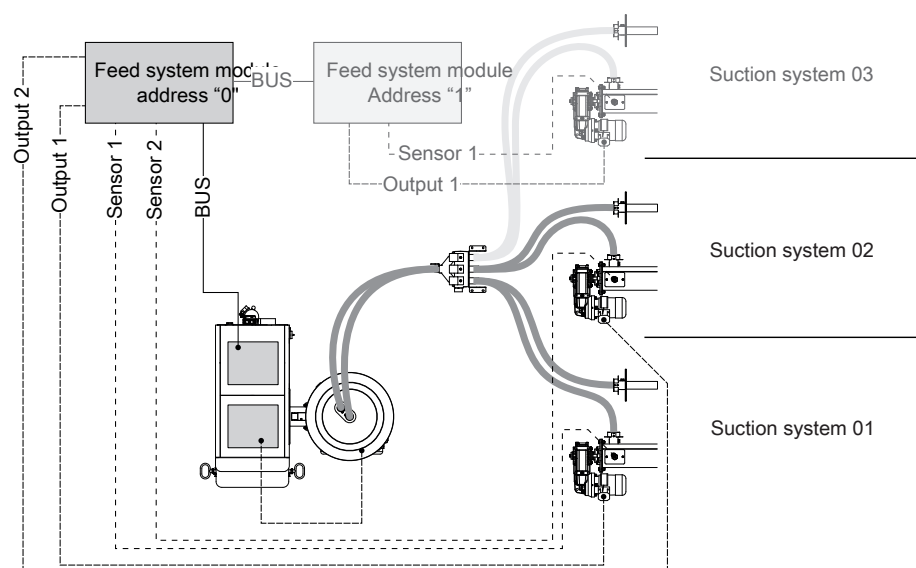 Feed system module
address “0”
BUS
Feed system module
Address “1”
Suction system 03
Output 2
Output 1
Sensor 1
Sensor 2
BUS
Sensor 1
Output 1
Suction system 02
Suction system 01